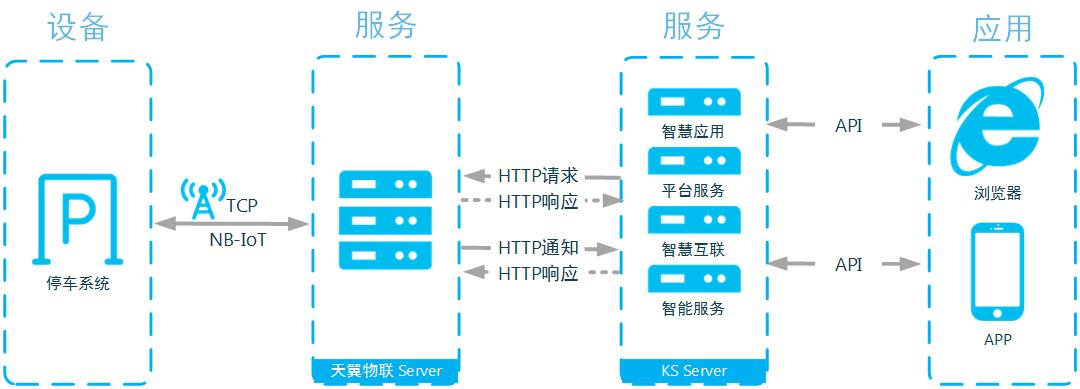 设备
服务
服务
应用
P
停车系统
TCP
NB-IoT
天翼物联 Server
HTTP请求
HTTP响应
HTTP通知
HTTP响应
智慧应用
平台服务
智慧互联
智能服务
KS Server
API
API
浏览器
APP